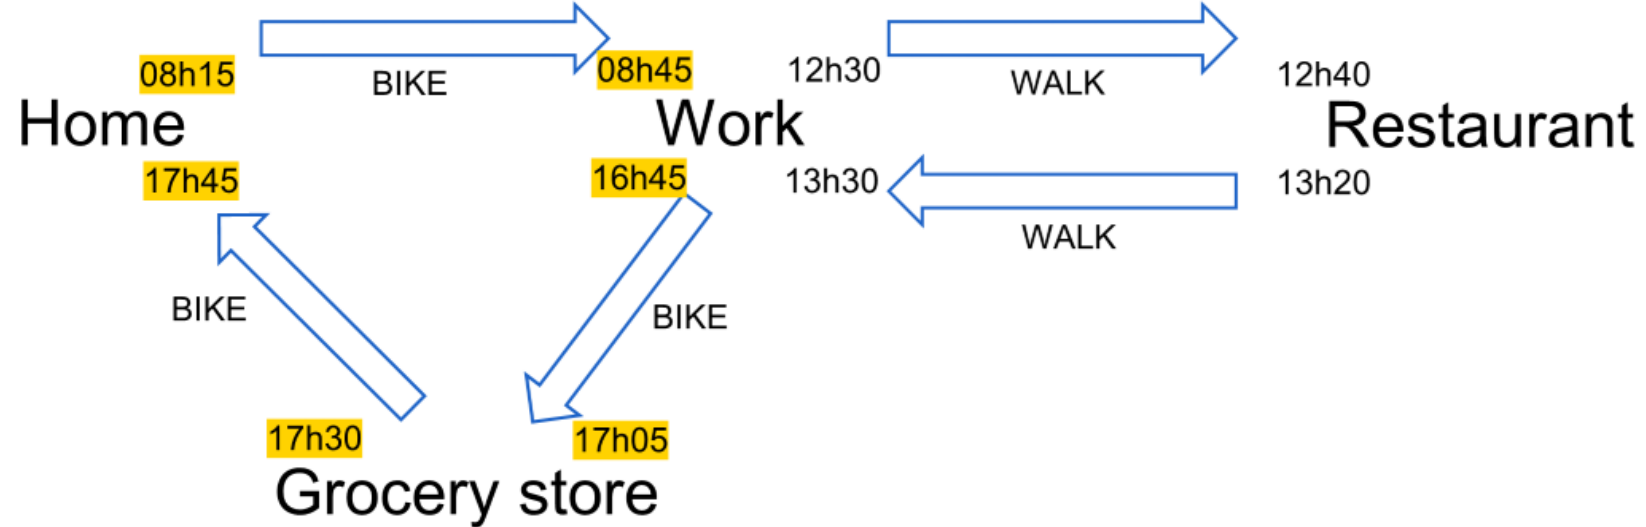 08h15
BIKE
08h45
12h30
WALK
12h40
Home
Work
Restaurant
17h45
16h45
13h30
13h20
WALK
BIKE
BIKE
17h30
17h05
Grocery store